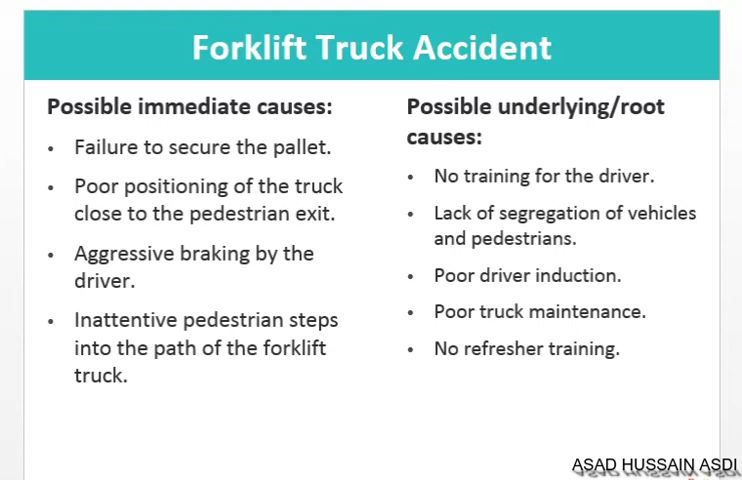 Forklift Truck Accident
Possible immediate causes:
• Failure to secure the pallet.
• Poor positioning of the truck
close to the pedestrian exit.
• Aggressive braking by the
driver.
• Inattentive pedestrian steps
into the path of the forklift
truck.
Possible underlying/root
causes:
• No training for the driver.
• Lack of segregation of vehicles
and pedestrians.
• Poor driver induction.
• Poor truck maintenance.
• No refresher training.
ASAD HUSSAIN ASDI